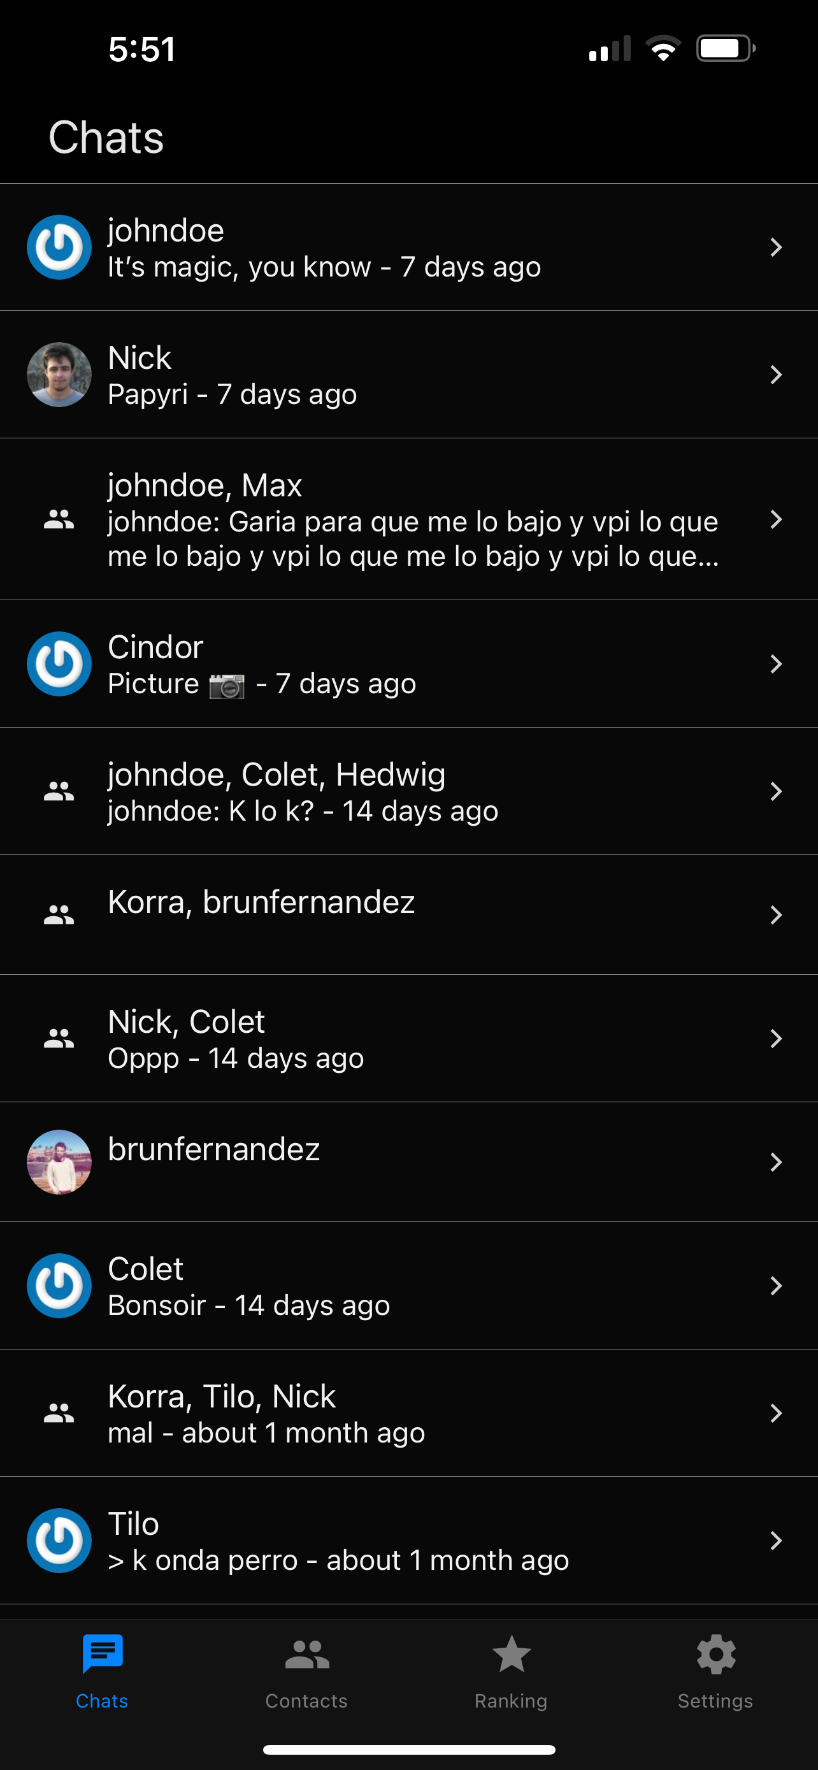 5:51
Chats
johndoe
It's magic, you know - 7 days ago
Nick
Papyri - 7 days ago
johndoe, Max
johndoe: Garia para que me lo bajo y vpi lo que
me lo bajo y vpi lo que me lo bajo y vpi lo que...
Cindor
Picture 📷 - 7 days ago
johndoe, Colet, Hedwig
johndoe: K lo k? - 14 days ago
Korra, brunfernandez
Nick, Colet
Oppp - 14 days ago
brunfernandez
Colet
Bonsoir - 14 days ago
Korra, Tilo, Nick
mal - about 1 month ago
Tilo
> k onda perro - about 1 month ago
Chats
Contacts
Ranking
Settings